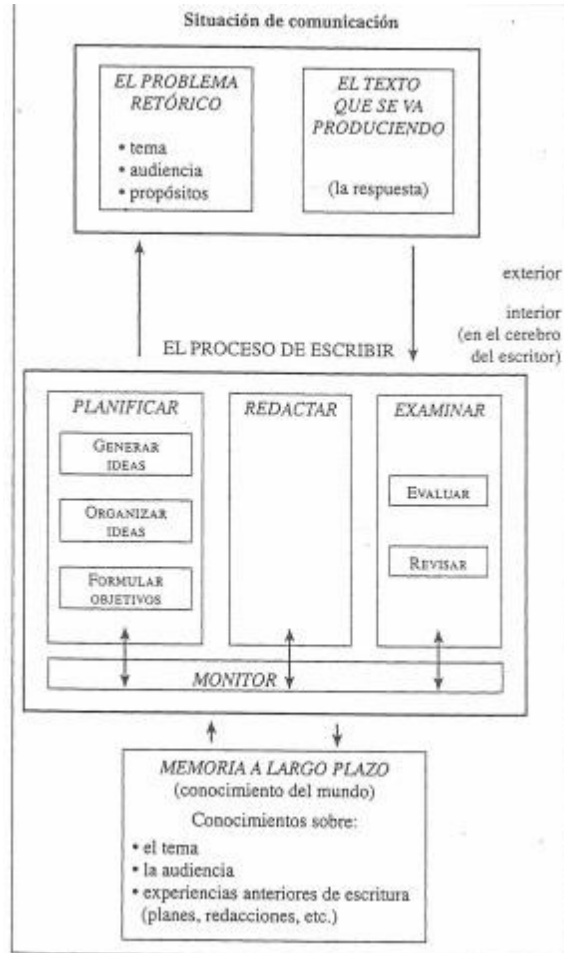 Situación de comunicación
EL PROBLEMA
RETÓRICO
• tema
• audiencia
• propósitos
EL TEXTO
QUE SE VA
PRODUCIENDO
(la respuesta)
exterior
interior
(en el cerebro
del escritor)
EL PROCESO DE ESCRIBIR
PLANIFICAR
GENERAR
IDEAS
ORGANIZAR
IDEAS
FORMULAR
OBJETIVOS
REDACTAR
EXAMINAR
EVALUAR
REVISAR
MONITOR
MEMORIA A LARGO PLAZO
(conocimiento del mundo)
Conocimientos sobre:
• el tema
• la audiencia
• experiencias anteriores de escritura
(planes, redacciones, etc.)